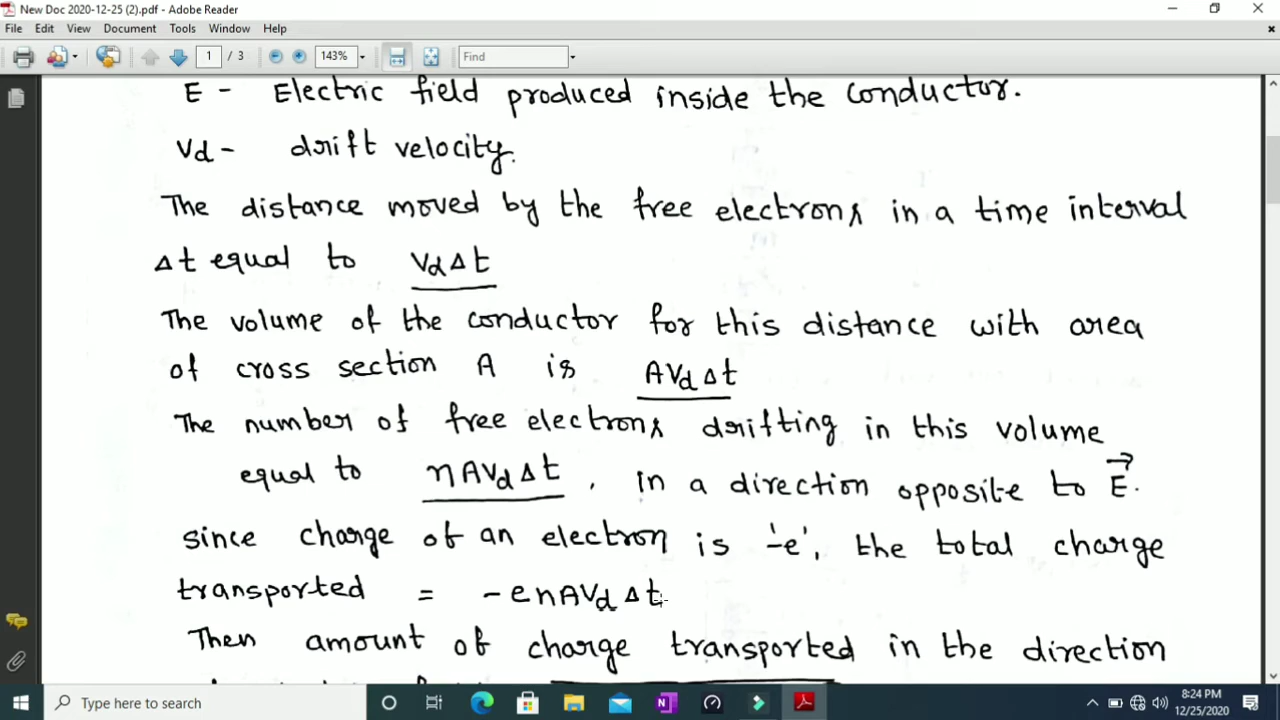 New Doc 2020-12-25 (2).pdf - Adobe Reader
File Edit View Document Tools Window Help
1 / 3 143% Find
E - Electric field produced inside the conductor.
Vd - drift velocity.
The distance moved by the free electrons in a time interval
Δt equal to VdΔt
The volume of the conductor for this distance with area
of cross section A is AVdΔt
The number of free electrons drifting in this volume
equal to nAVdΔt, in a direction opposite to E⃗.
since charge of an electron is '-e', the total charge
transported = -enAVdΔt
Then amount of charge transported in the direction
Type here to search
8:24 PM
12/25/2020